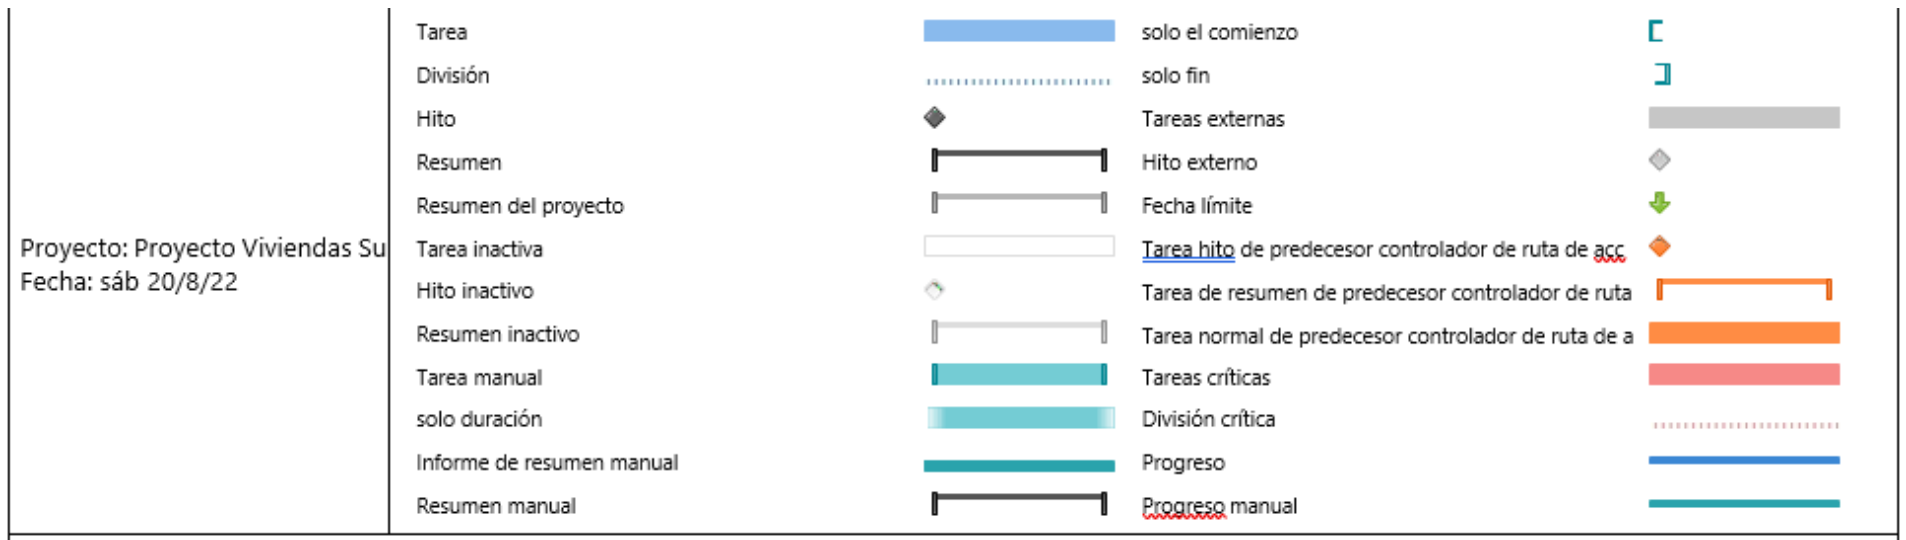 Proyecto: Proyecto Viviendas Su
Fecha: sáb 20/8/22
Tarea
División
Hito
Resumen
Resumen del proyecto
Tarea inactiva
Hito inactivo
Resumen inactivo
Tarea manual
solo duración
Informe de resumen manual
Resumen manual
solo el comienzo
solo fin
Tareas externas
Hito externo
Fecha límite
Tarea hito de predecesor controlador de ruta de acc
Tarea de resumen de predecesor controlador de ruta
Tarea normal de predecesor controlador de ruta de a
Tareas críticas
División crítica
Progreso
Progreso manual